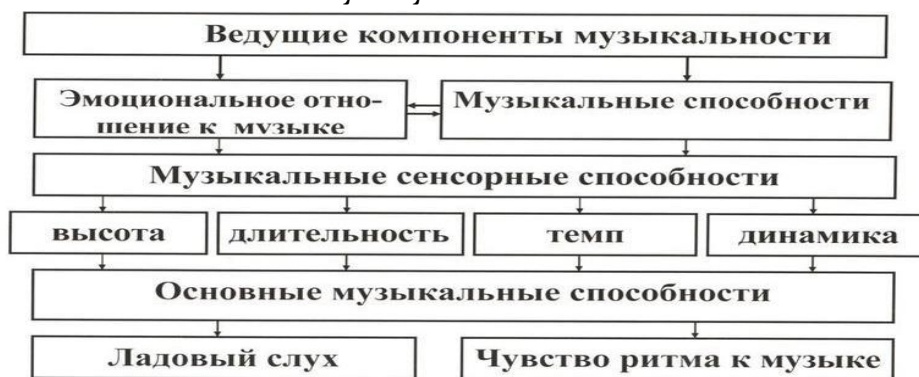 Ведущие компоненты музыкальности
Эмоциональное отно-
шение к музыке
Музыкальные способности
Музыкальные сенсорные способности
высота
длительность
темп
динамика
Основные музыкальные способности
Ладовый слух
Чувство ритма к музыке